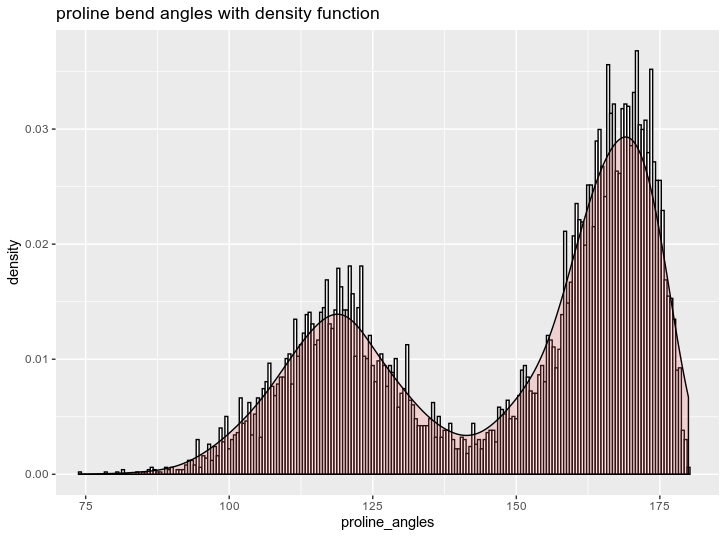 proline bend angles with density function
density
0.03
0.02
0.01
0.00
75 100 125 150 175
proline_angles